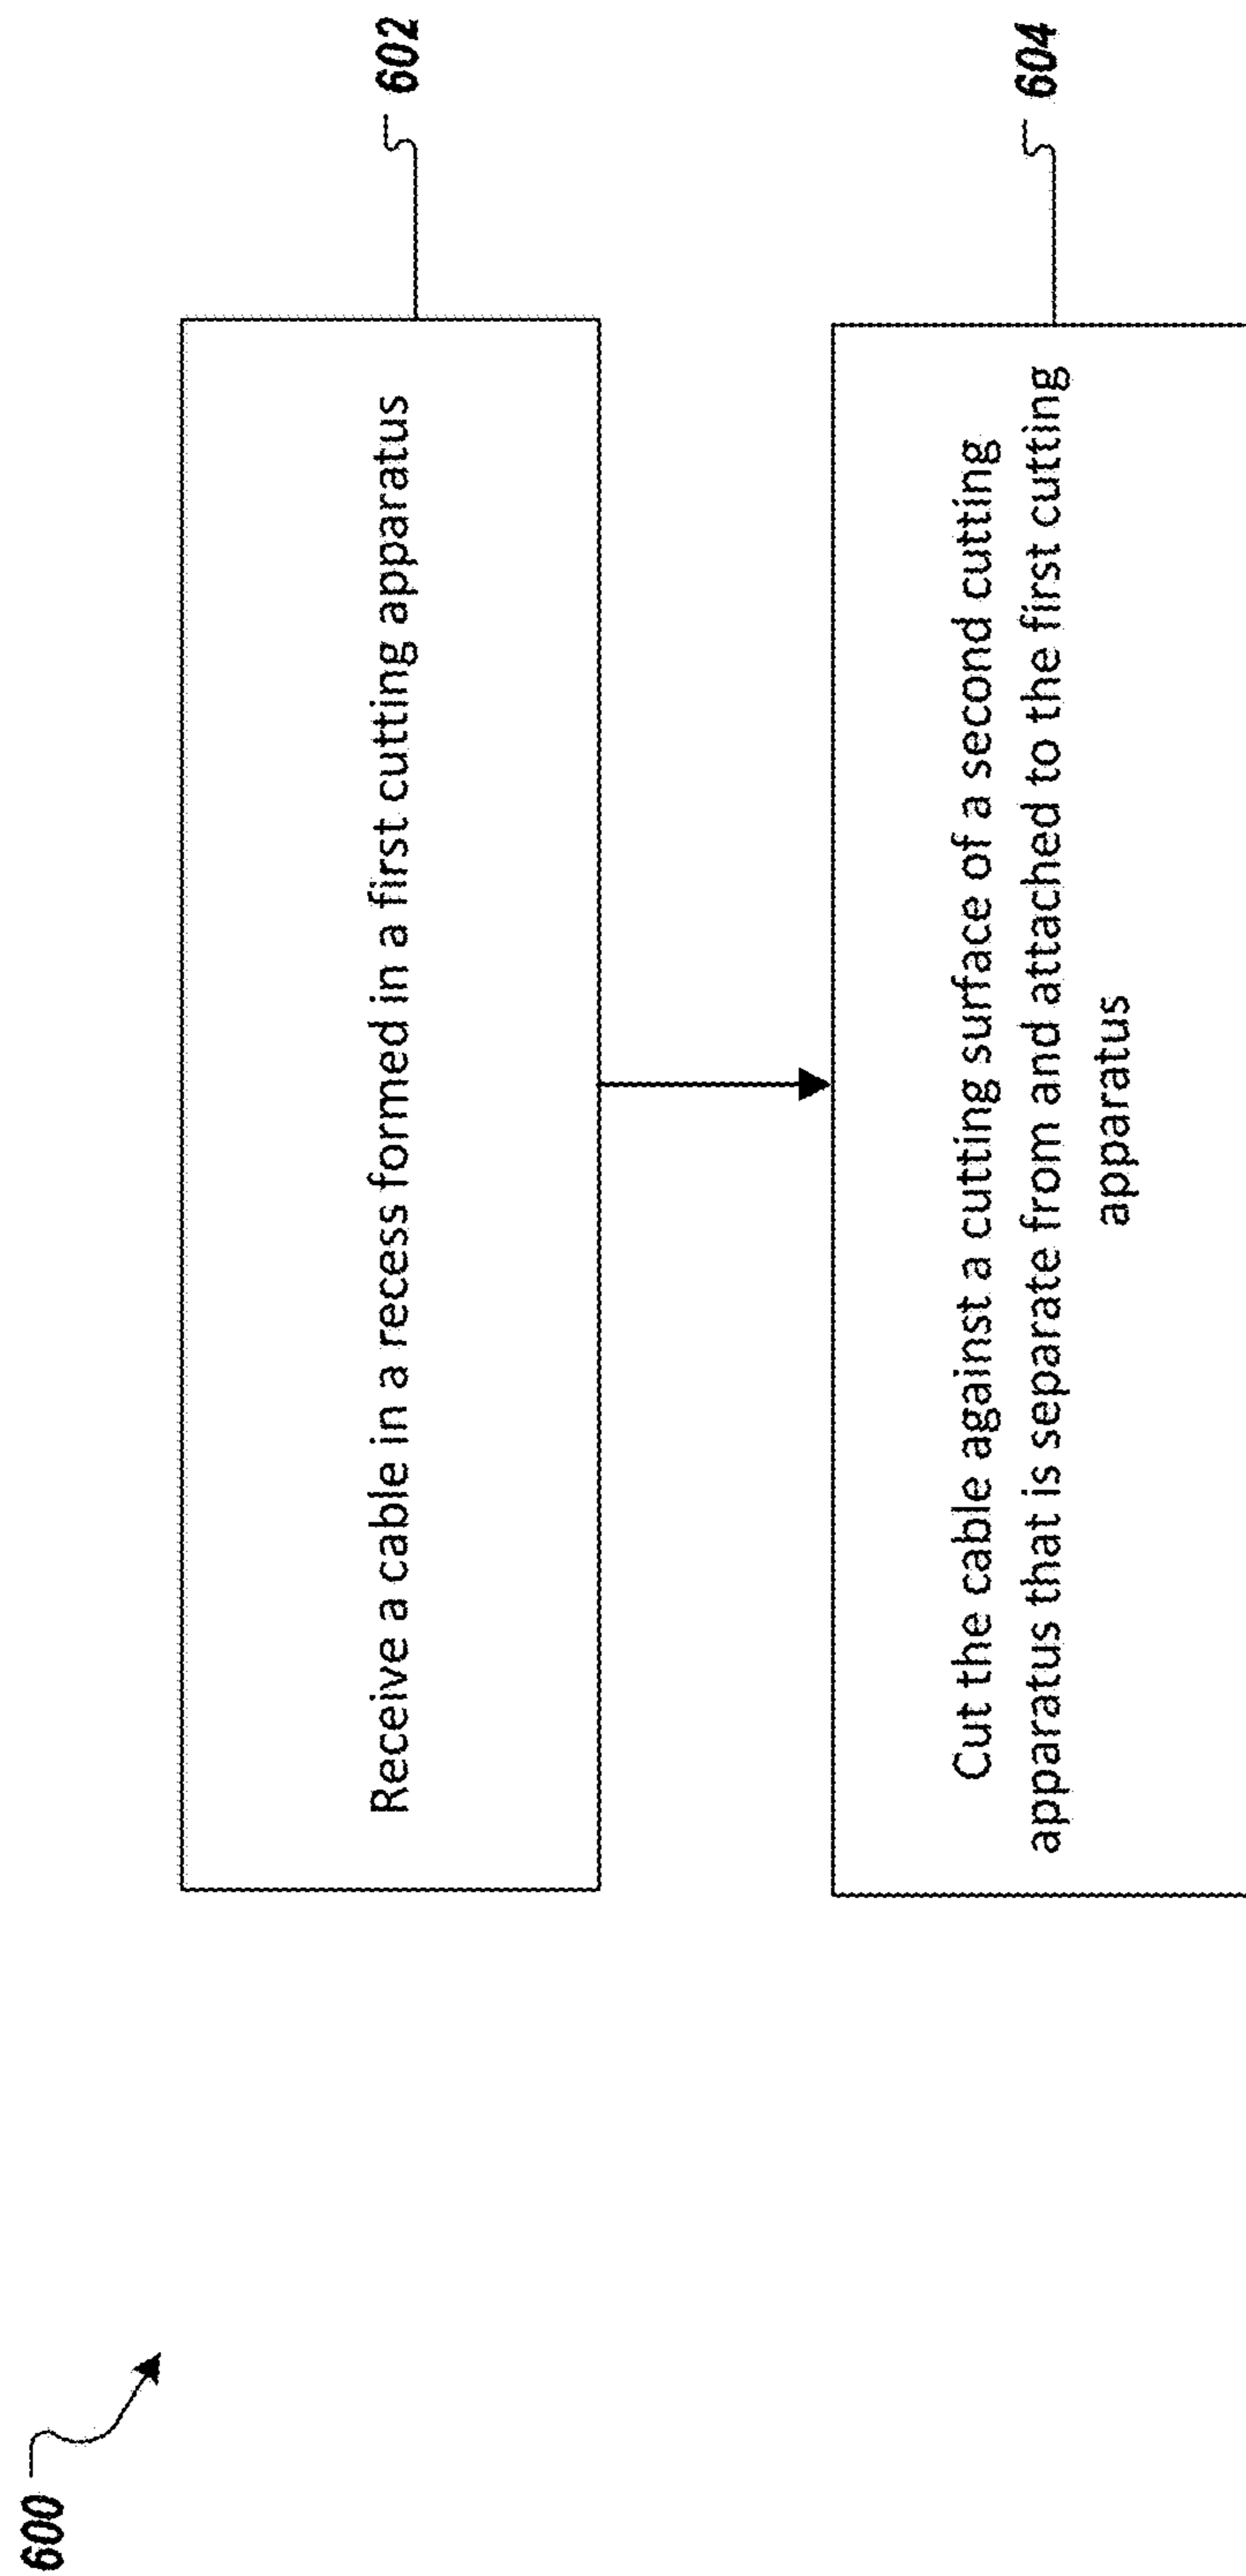 600
Receive a cable in a recess formed in a first cutting apparatus
602
Cut the cable against a cutting surface of a second cutting
apparatus that is separate from and attached to the first cutting
apparatus
604